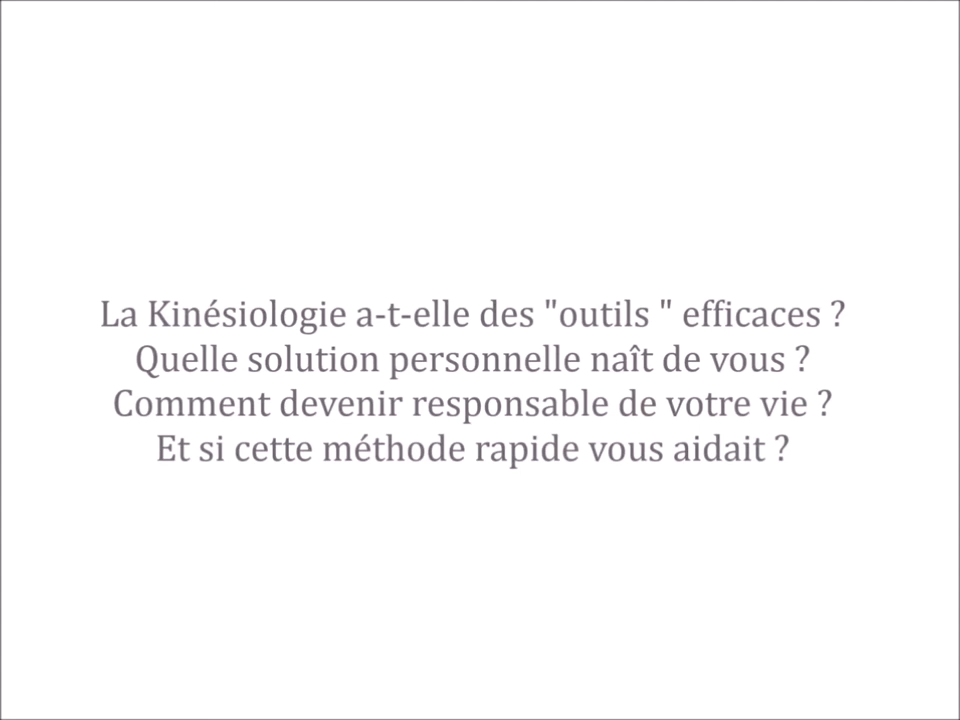 La Kinésiologie a-t-elle des "outils " efficaces ?
Quelle solution personnelle naît de vous ?
Comment devenir responsable de votre vie ?
Et si cette méthode rapide vous aidait ?